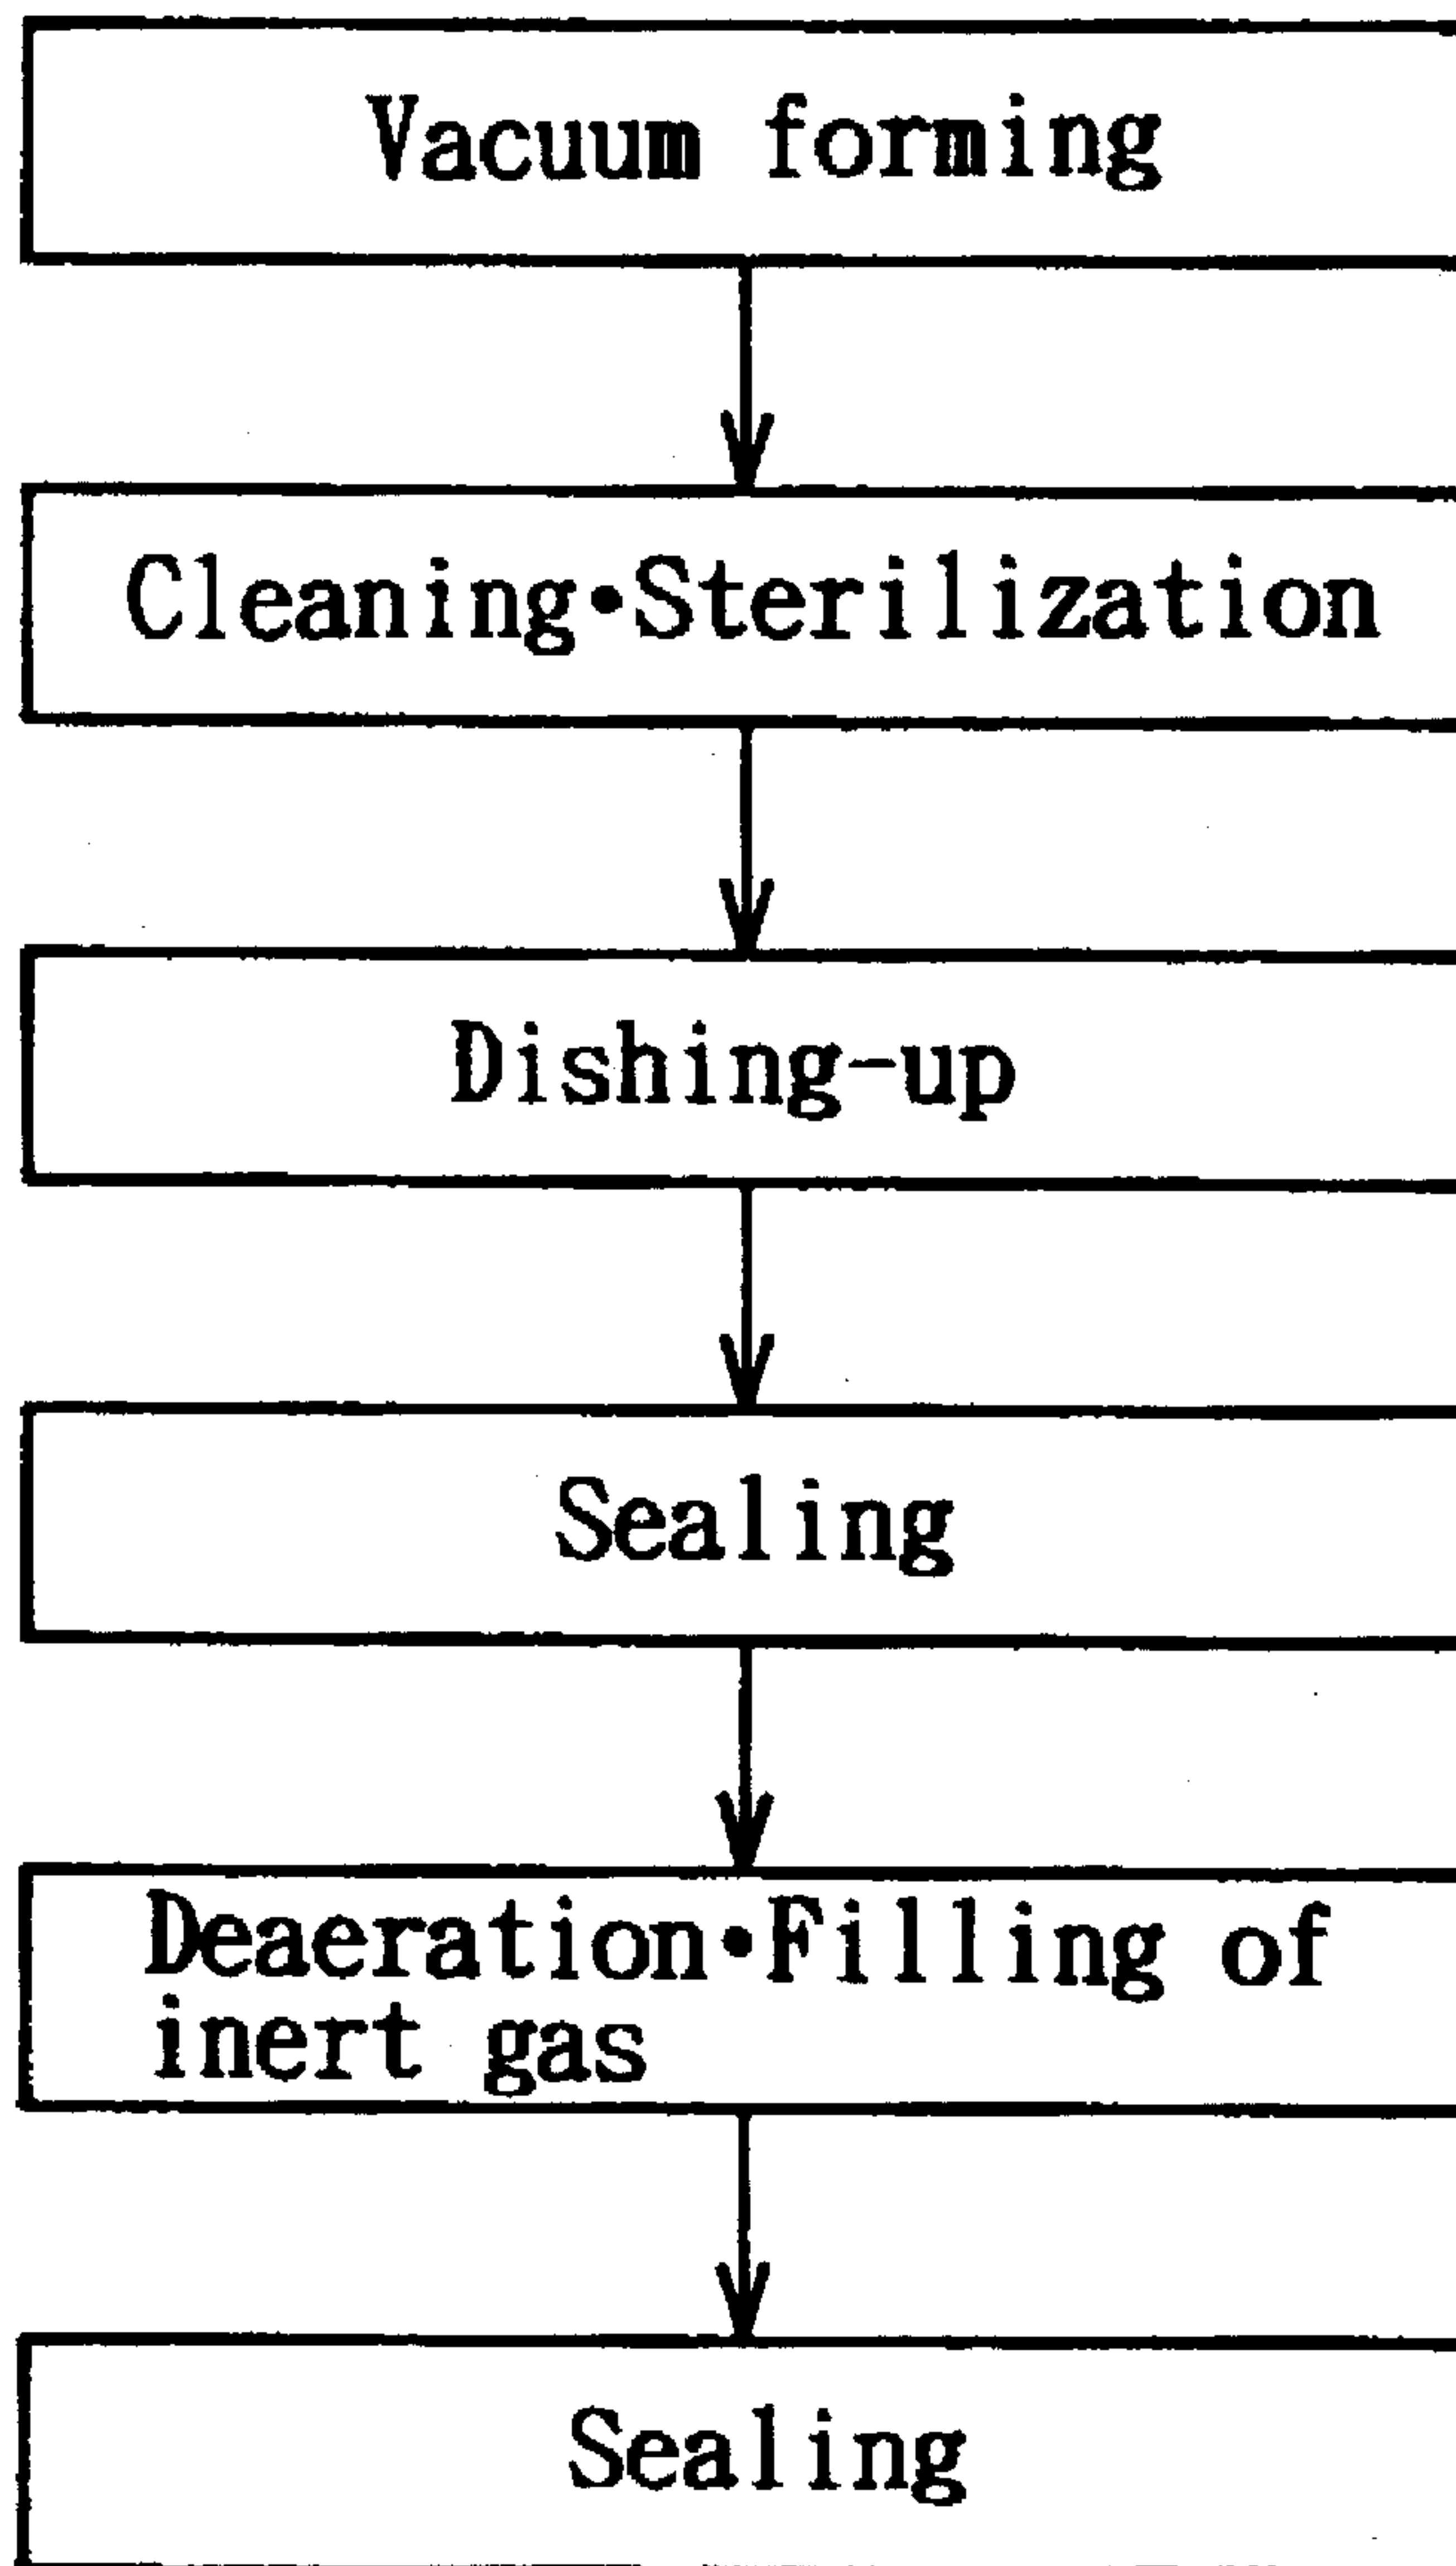 Vacuum forming
Cleaning•Sterilization
Dishing-up
Sealing
Deaeration•Filling of
inert gas
Sealing